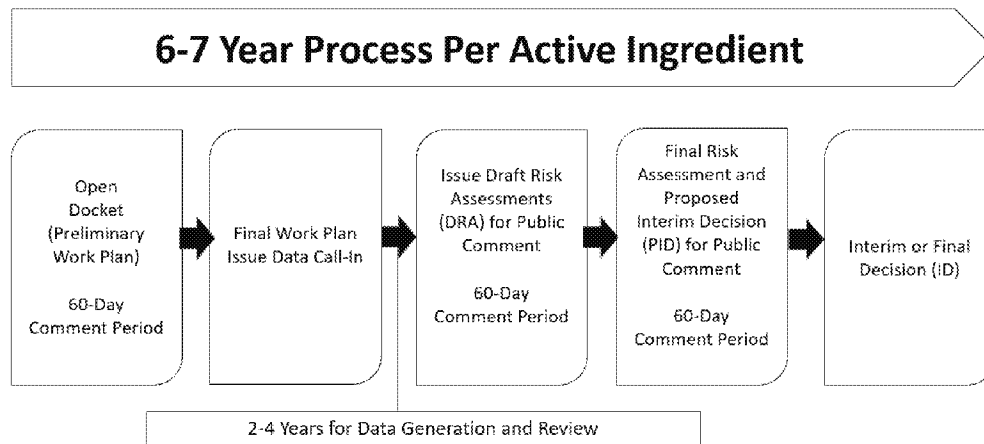 6-7 Year Process Per Active Ingredient
Open
Docket
(Preliminary
Work Plan)
60-Day
Comment Period
Final Work Plan
Issue Data Call-In
Issue Draft Risk
Assessments
(DRA) for Public
Comment
60-Day
Comment Period
Final Risk
Assessment and
Proposed
Interim Decision
(PID) for Public
Comment
60-Day
Comment Period
Interim or Final
Decision (ID)
2-4 Years for Data Generation and Review